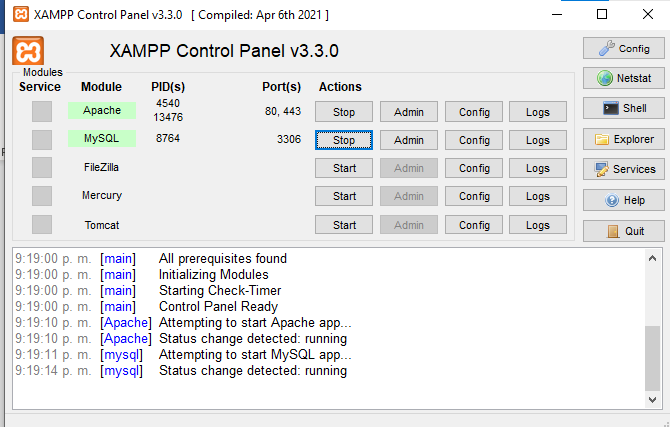 XAMPP Control Panel v3.3.0 [ Compiled: Apr 6th 2021 ]
XAMPP Control Panel v3.3.0
Config
Modules
Service Module PID(s) Port(s) Actions
Netstat
Apache 4540 13476 80, 443 Stop Admin Config Logs
Shell
MySQL 8764 3306 Stop Admin Config Logs
Explorer
FileZilla Start Admin Config Logs
Services
Mercury Start Admin Config Logs
Help
Tomcat Start Admin Config Logs
Quit
9:19:00 p. m. [main] All prerequisites found
9:19:00 p. m. [main] Initializing Modules
9:19:00 p. m. [main] Starting Check-Timer
9:19:00 p. m. [main] Control Panel Ready
9:19:10 p. m. [Apache] Attempting to start Apache app...
9:19:10 p. m. [Apache] Status change detected: running
9:19:11 p. m. [mysql] Attempting to start MySQL app...
9:19:14 p. m. [mysql] Status change detected: running